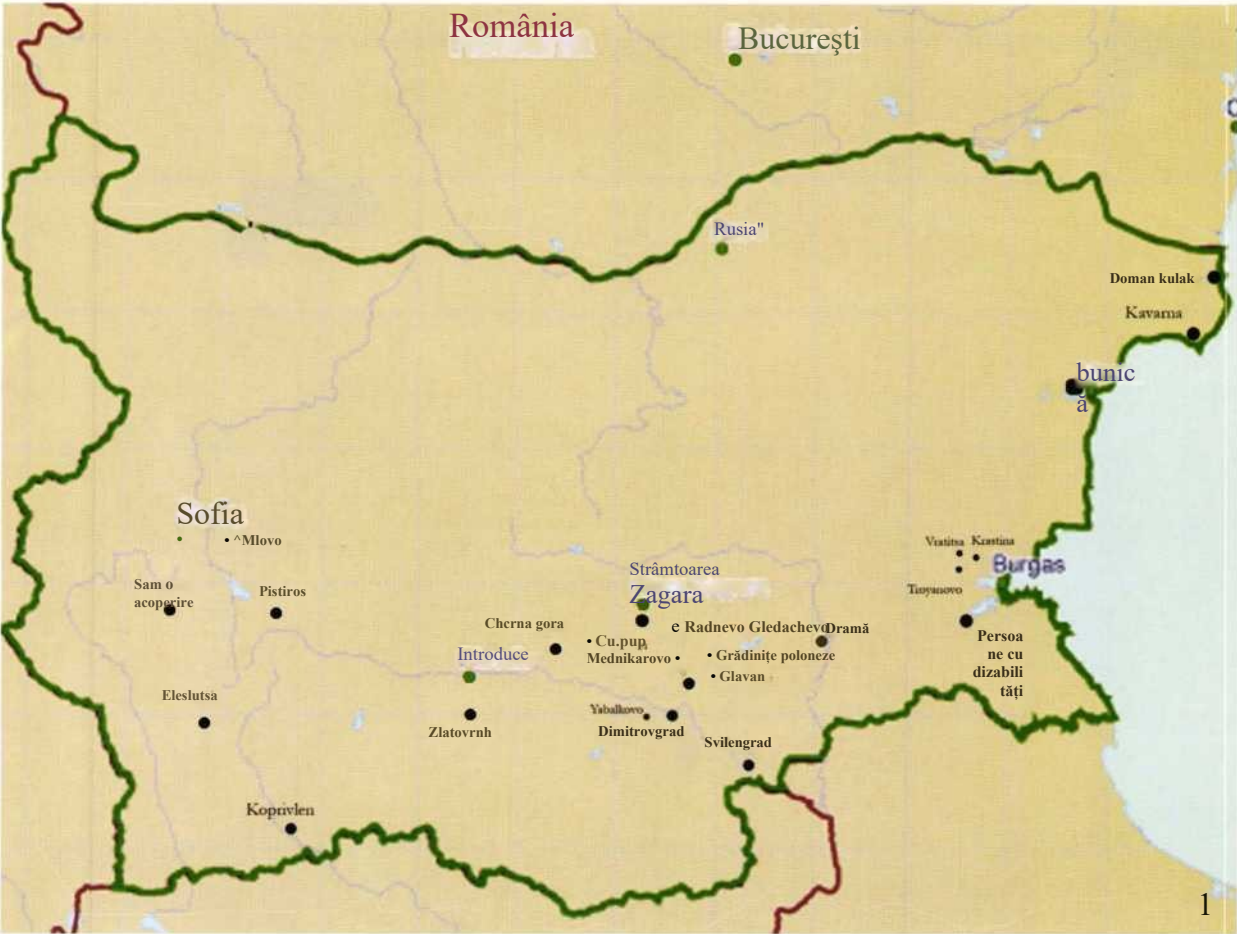 România
Bucureşti
Rusia"
Doman kulak
Kavarna
bunic
ă
Sofia
^Mlovo
Vratitsa Krastina
Burgas
Troyanovo
Sam o
acoperire
Pistiros
Strâmtoarea
Zagara
Cherna gora
Cu.pup
e Radnevo Gledachevo
Dramă
Mednikarovo
Grădinițe poloneze
Glavan
Introduce
Persoa
ne cu
dizabili
tăți
Eleslutsa
Zlatovrnh
Yabalkovo
Dimitrovgrad
Svilengrad
Koprivlen
1